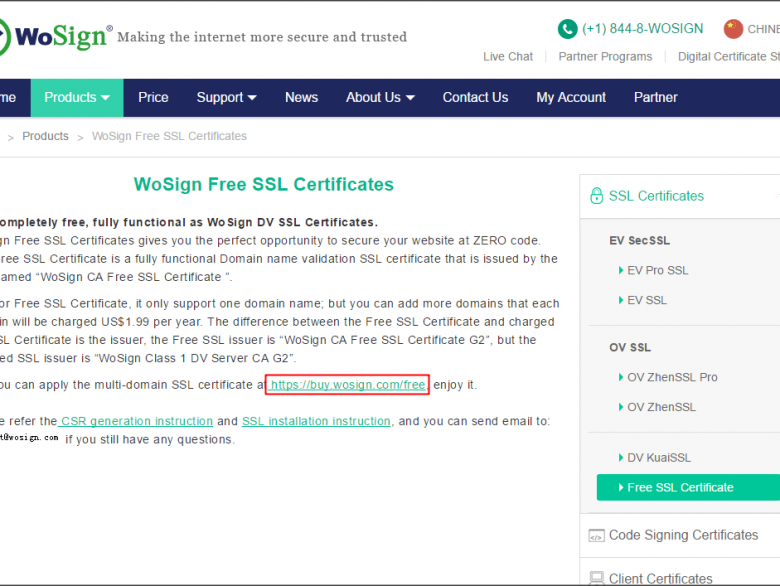 WoSign® Making the internet more secure and trusted
(+1) 844-8-WOSIGN CHINE
Live Chat Partner Programs Digital Certificate St
me Products Price Support News About Us Contact Us My Account Partner
> Products > WoSign Free SSL Certificates
WoSign Free SSL Certificates
ompletely free, fully functional as WoSign DV SSL Certificates.
gn Free SSL Certificates gives you the perfect opportunity to secure your website at ZERO code.
ree SSL Certificate is a fully functional Domain name validation SSL certificate that is issued by the
amed “WoSign CA Free SSL Certificate ”.
or Free SSL Certificate, it only support one domain name; but you can add more domains that each
in will be charged US$1.99 per year. The difference between the Free SSL Certificate and charged
SL Certificate is the issuer, the Free SSL issuer is “WoSign CA FREE SSL Certificate G2”, but the
ed SSL issuer is “WoSign Class 1 DV Server CA G2”.
ou can apply the multi-domain SSL certificate at https://buy.wosign.com/free, enjoy it.
e refer the CSR generation instruction and SSL installation instruction, and you can send email to:
t@wosign.com if you still have any questions.
SSL Certificates
EV SecSSL
EV Pro SSL
EV SSL
OV SSL
OV ZhenSSL Pro
OV ZhenSSL
DV KuaiSSL
Free SSL Certificate
Code Signing Certificates
Client Certificates